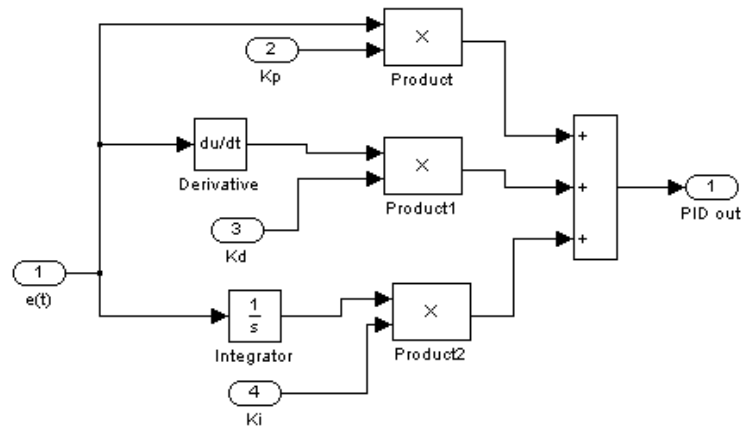 2
Kp
×
Product
du/dt
Derivative
×
Product1
3
Kd
+
+
+
1
PID out
1
e(t)
1
s
Integrator
×
Product2
4
Ki